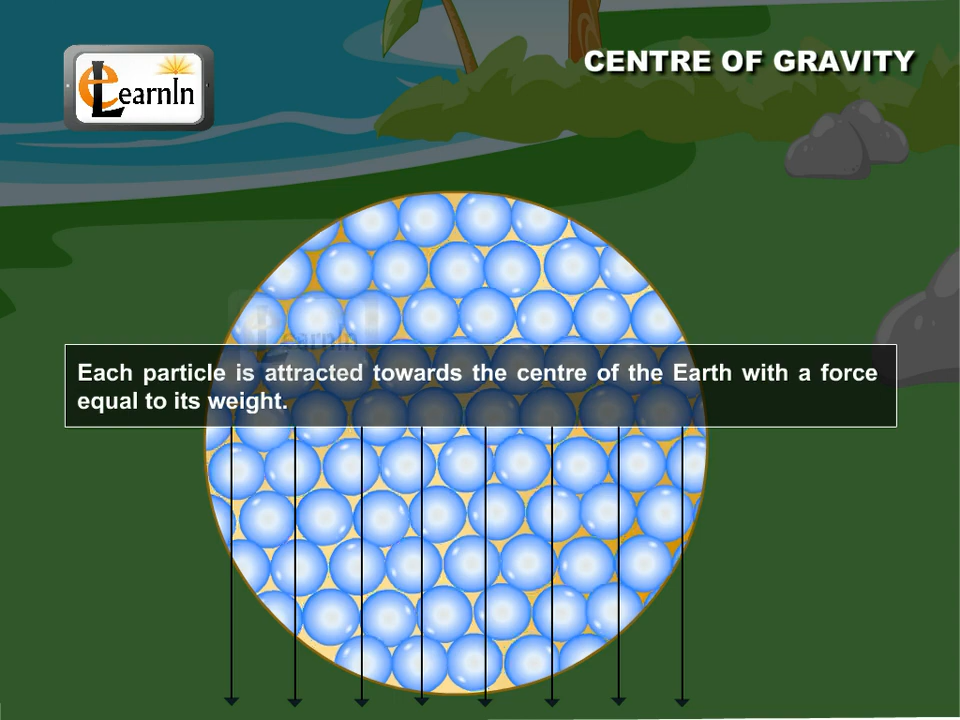 eLearnIn
CENTRE OF GRAVITY
eLearnIn
Each particle is attracted towards the centre of the Earth with a force
equal to its weight.